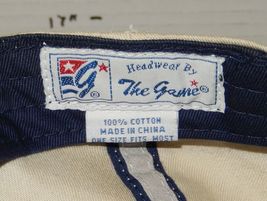 Headwear By
G®
The Game®
100% COTTON
MADE IN CHINA
ONE SIZE FITS MOST